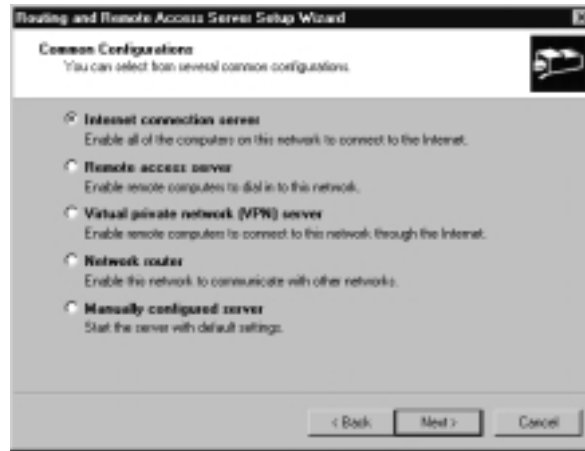 Routing and Remote Access Server Setup Wizard
Common Configurations
You can select from several common configurations.
Internet connection server
Enable all of the computers on this network to connect to the Internet.
Remote access server
Enable remote computers to dial in to this network.
Virtual private network (VPN) server
Enable remote computers to connect to this network through the Internet.
Network router
Enable this network to communicate with other networks.
Manually configured server
Start the server with default settings.
< Back Next > Cancel